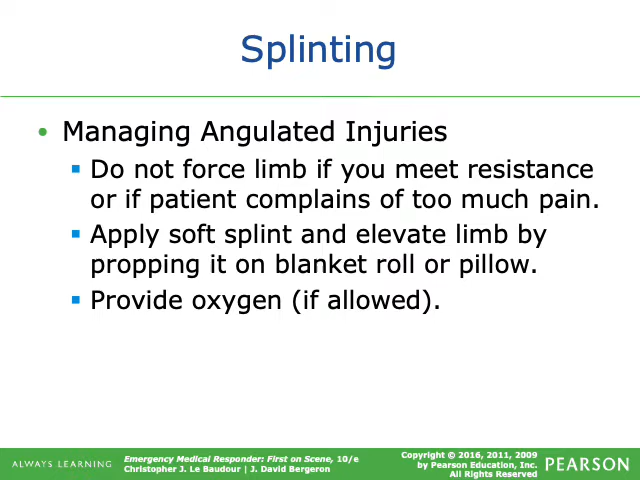 Splinting
• Managing Angulated Injuries
▪ Do not force limb if you meet resistance
or if patient complains of too much pain.
▪ Apply soft splint and elevate limb by
propping it on blanket roll or pillow.
▪ Provide oxygen (if allowed).
ALWAYS LEARNING
Emergency Medical Responder: First on Scene, 10/e
Christopher J. Le Baudour | J. David Bergeron
Copyright © 2016, 2011, 2009
by Pearson Education, Inc.
All Rights Reserved
PEARSON